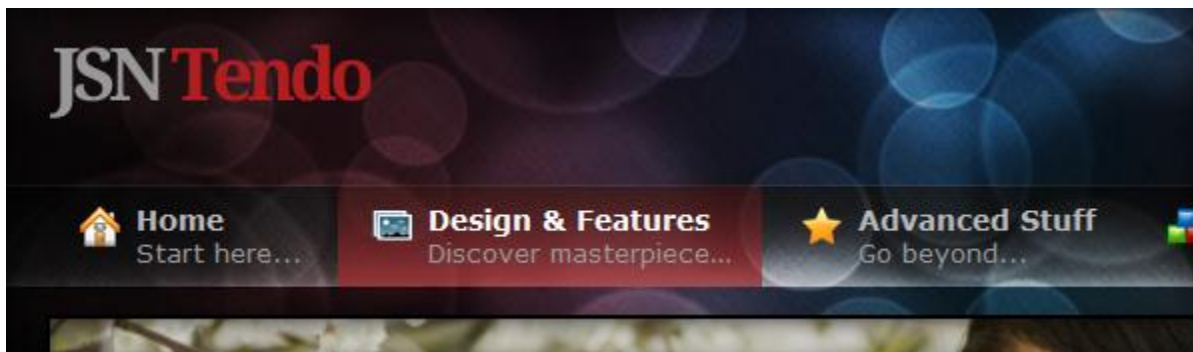 JSN Tendo
Home
Start here...
Design & Features
Discover masterpiece...
Advanced Stuff
Go beyond...